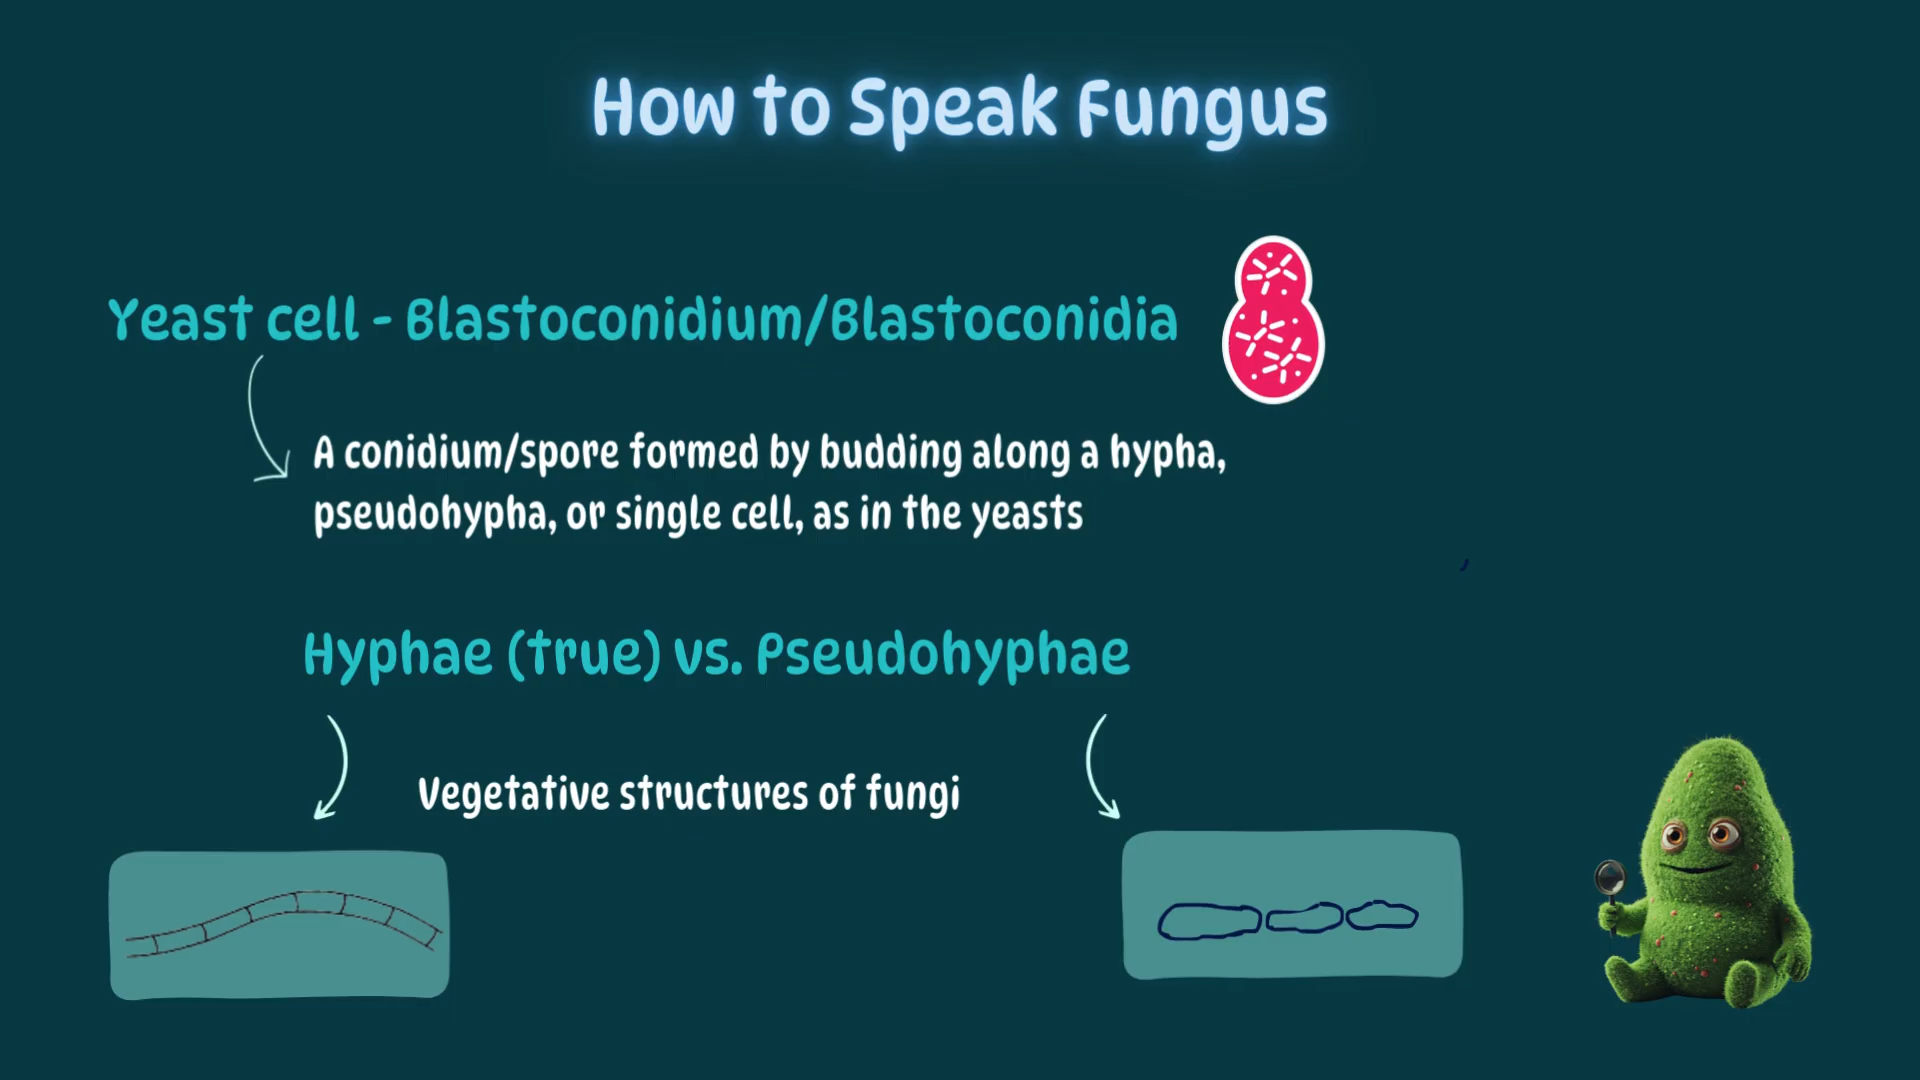 How to Speak Fungus
Yeast cell - Blastoconidium/Blastoconidia
A conidium/spore formed by budding along a hypha,
pseudohypha, or single cell, as in the yeasts
Hyphae (true) vs. Pseudohyphae
Vegetative structures of fungi